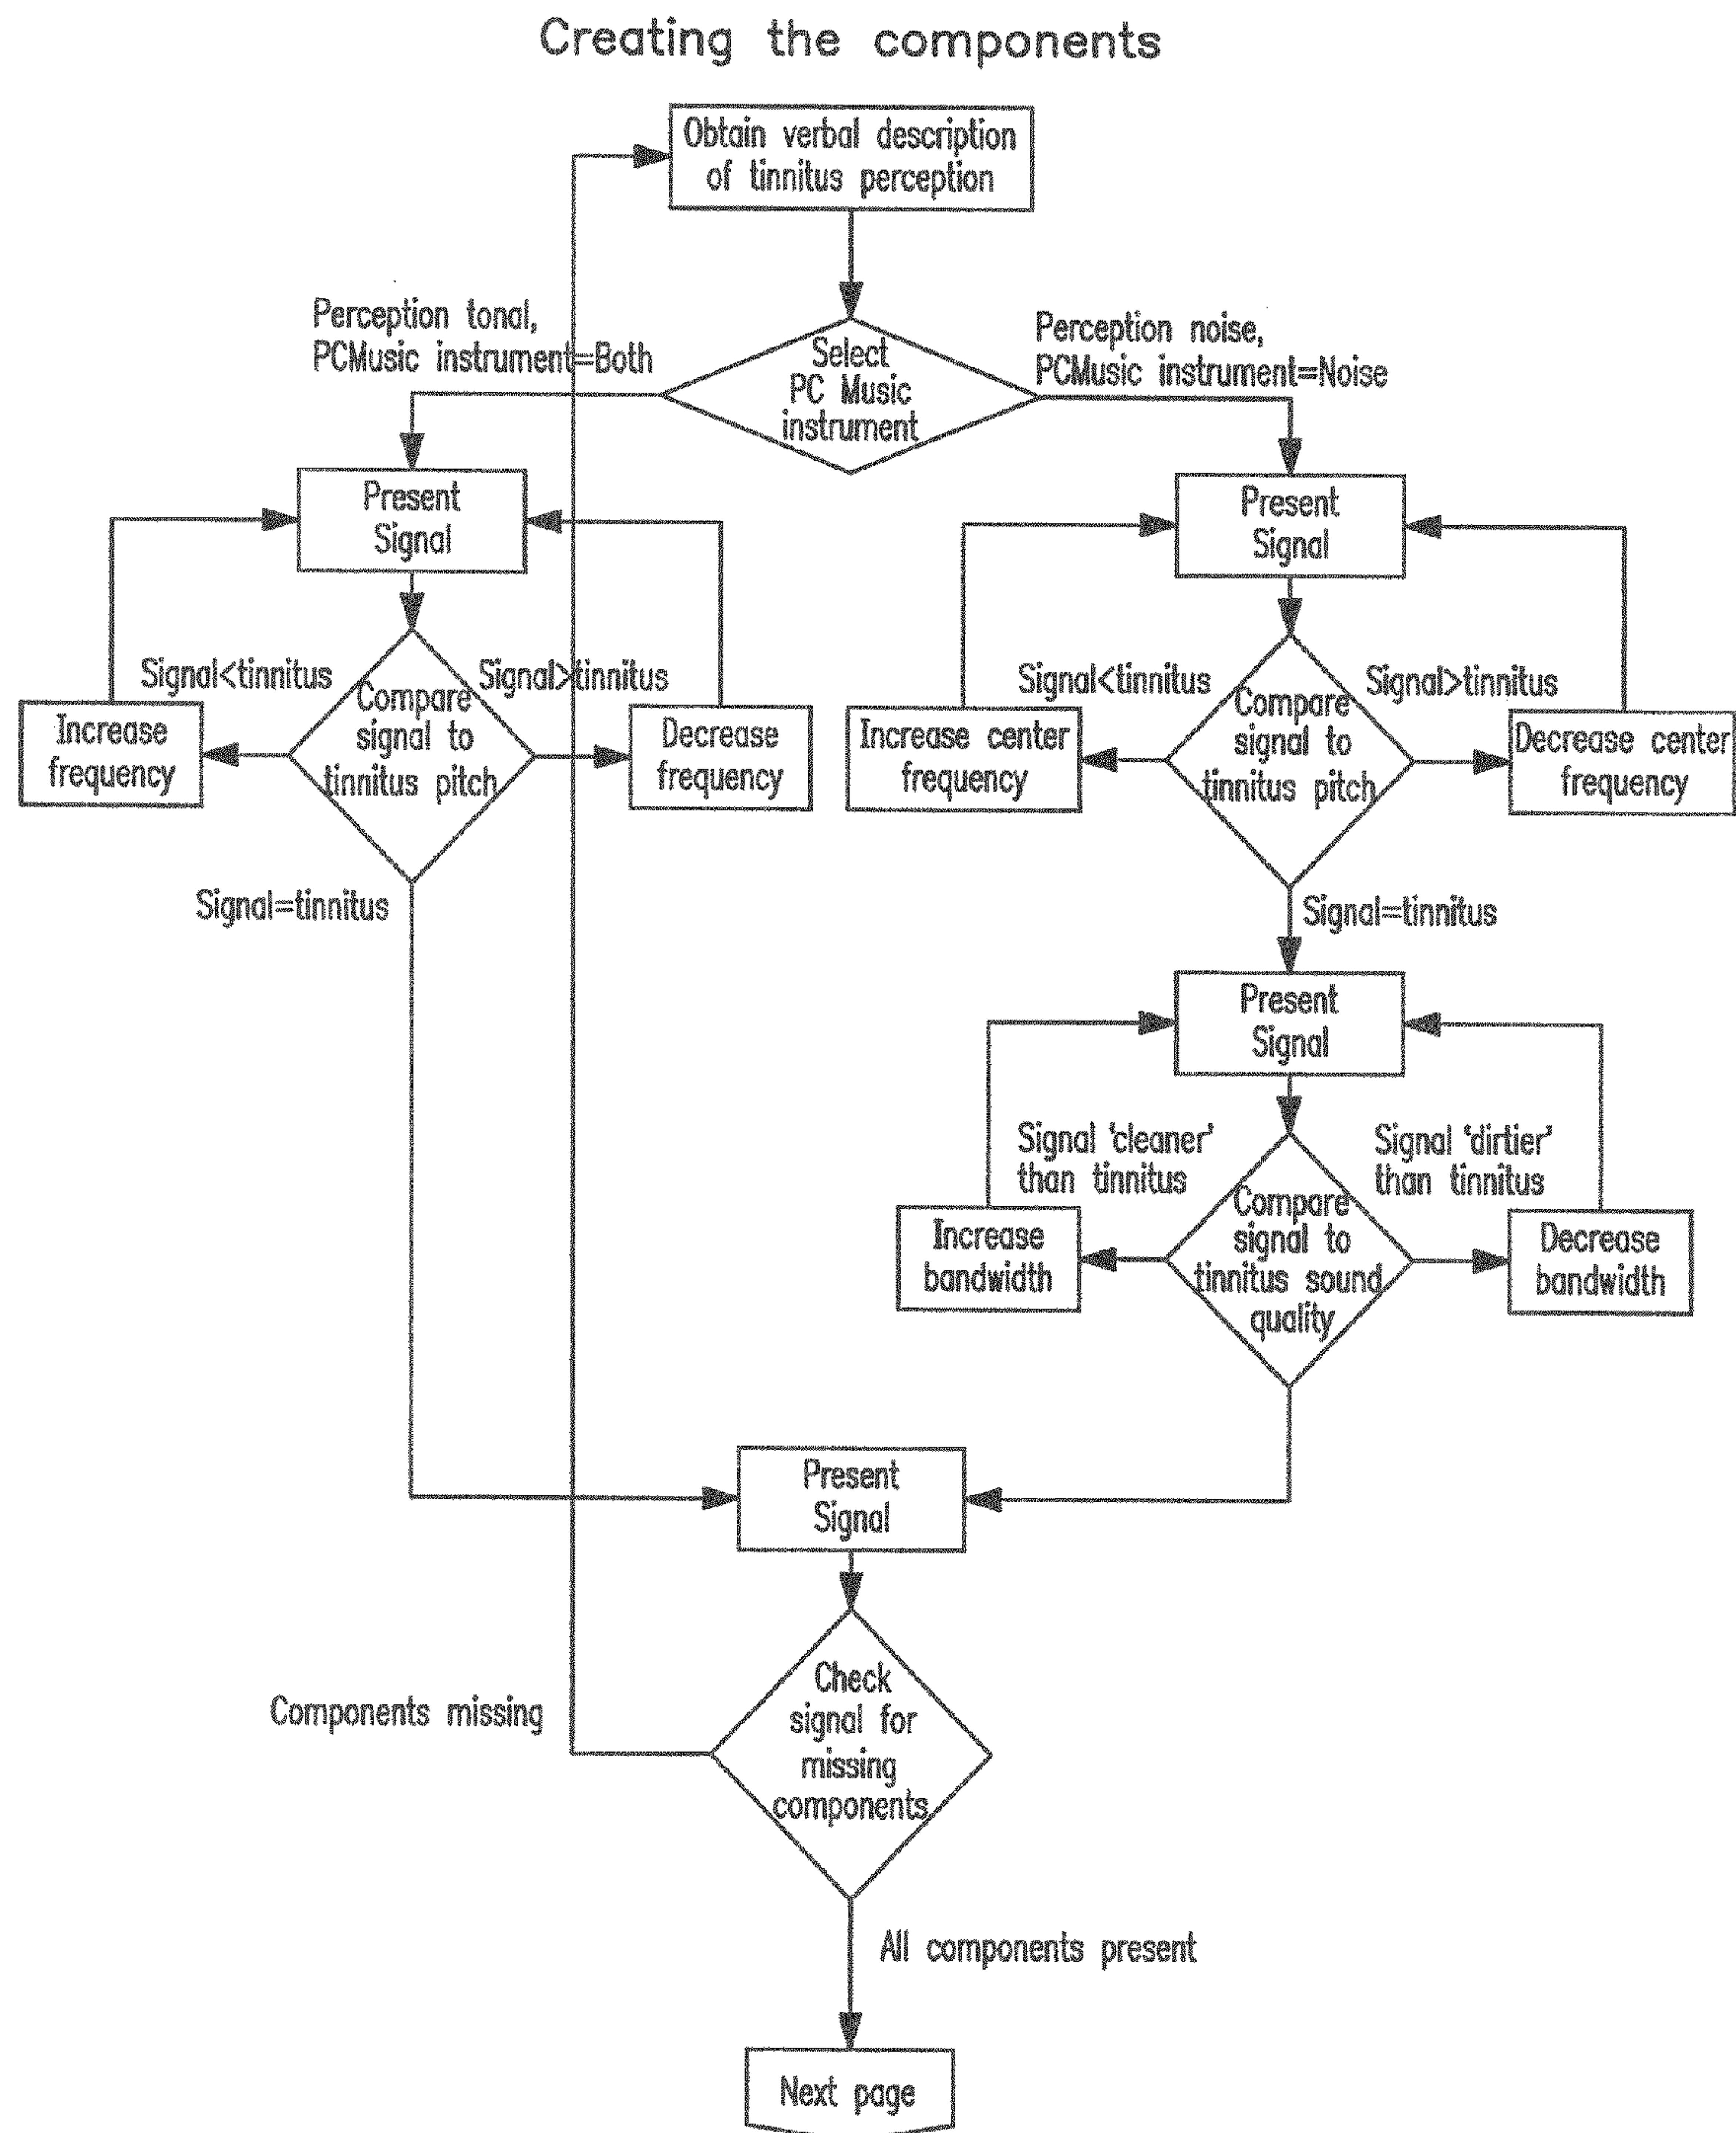 Creating the components
Obtain verbal description
of tinnitus perception
Perception tonal,
PCMusic instrument=Both
Select
PC Music
instrument
Perception noise,
PCMusic instrument=Noise
Present
Signal
Signal<tinnitus
Signal>tinnitus
Compare
signal to
tinnitus pitch
Increase
frequency
Decrease
frequency
Signal=tinnitus
Present
Signal
Signal<tinnitus
Signal>tinnitus
Compare
signal to
tinnitus pitch
Increase center
frequency
Decrease center
frequency
Signal=tinnitus
Present
Signal
Signal 'cleaner'
than tinnitus
Signal 'dirtier'
than tinnitus
Compare
signal to
tinnitus sound
quality
Increase
bandwidth
Decrease
bandwidth
Present
Signal
Check
signal for
missing
components
Components missing
All components present
Next page